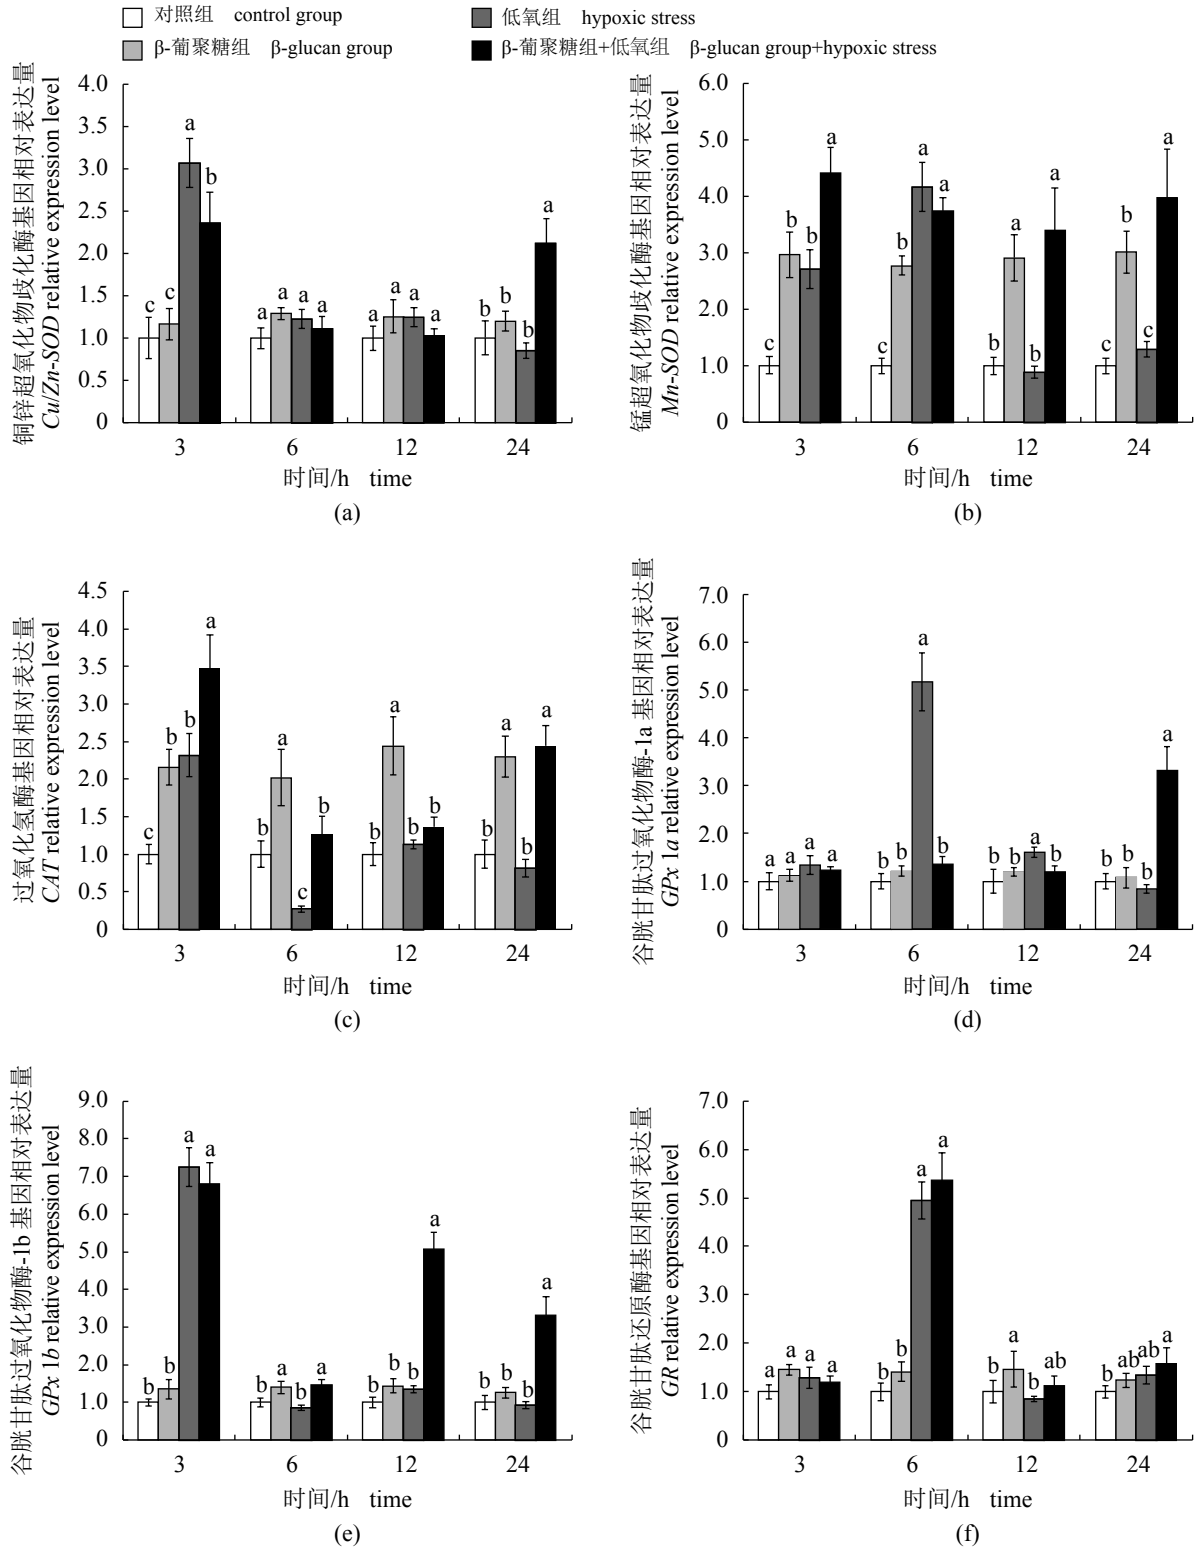 对照组 control group
低氧组 hypoxic stress
β-葡聚糖组 β-glucan group
β-葡聚糖组+低氧组 β-glucan group+hypoxic stress
铜锌超氧化物歧化酶基因相对表达量
Cu/Zn-SOD relative expression level
4.0
3.5
3.0
2.5
2.0
1.5
1.0
0.5
0
c c a b
a a a a
a a a a
b b b a
3 6 12 24
时间/h time
(a)
锰超氧化物歧化酶基因相对表达量
Mn-SOD relative expression level
6.0
5.0
4.0
3.0
2.0
1.0
0
c b b a
c b a a
b a b a
c b c a
3 6 12 24
时间/h time
(b)
过氧化氢酶基因相对表达量
CAT relative expression level
4.5
4.0
3.5
3.0
2.5
2.0
1.5
1.0
0.5
0
c b b a
b a c b
b a b b
b a b a
3 6 12 24
时间/h time
(c)
谷胱甘肽过氧化物酶-1a 基因相对表达量
GPx 1a relative expression level
7.0
6.0
5.0
4.0
3.0
2.0
1.0
0
a a a a
b b a b
b b a b
b b b a
3 6 12 24
时间/h time
(d)
谷胱甘肽过氧化物酶-1b 基因相对表达量
GPx 1b relative expression level
9.0
8.0
7.0
6.0
5.0
4.0
3.0
2.0
1.0
0
b b a a
b a b a
b b b a
b b b a
3 6 12 24
时间/h time
(e)
谷胱甘肽还原酶基因相对表达量
GR relative expression level
7.0
6.0
5.0
4.0
3.0
2.0
1.0
0
a a a a
b b a a
b a b ab
b ab ab a
3 6 12 24
时间/h time
(f)